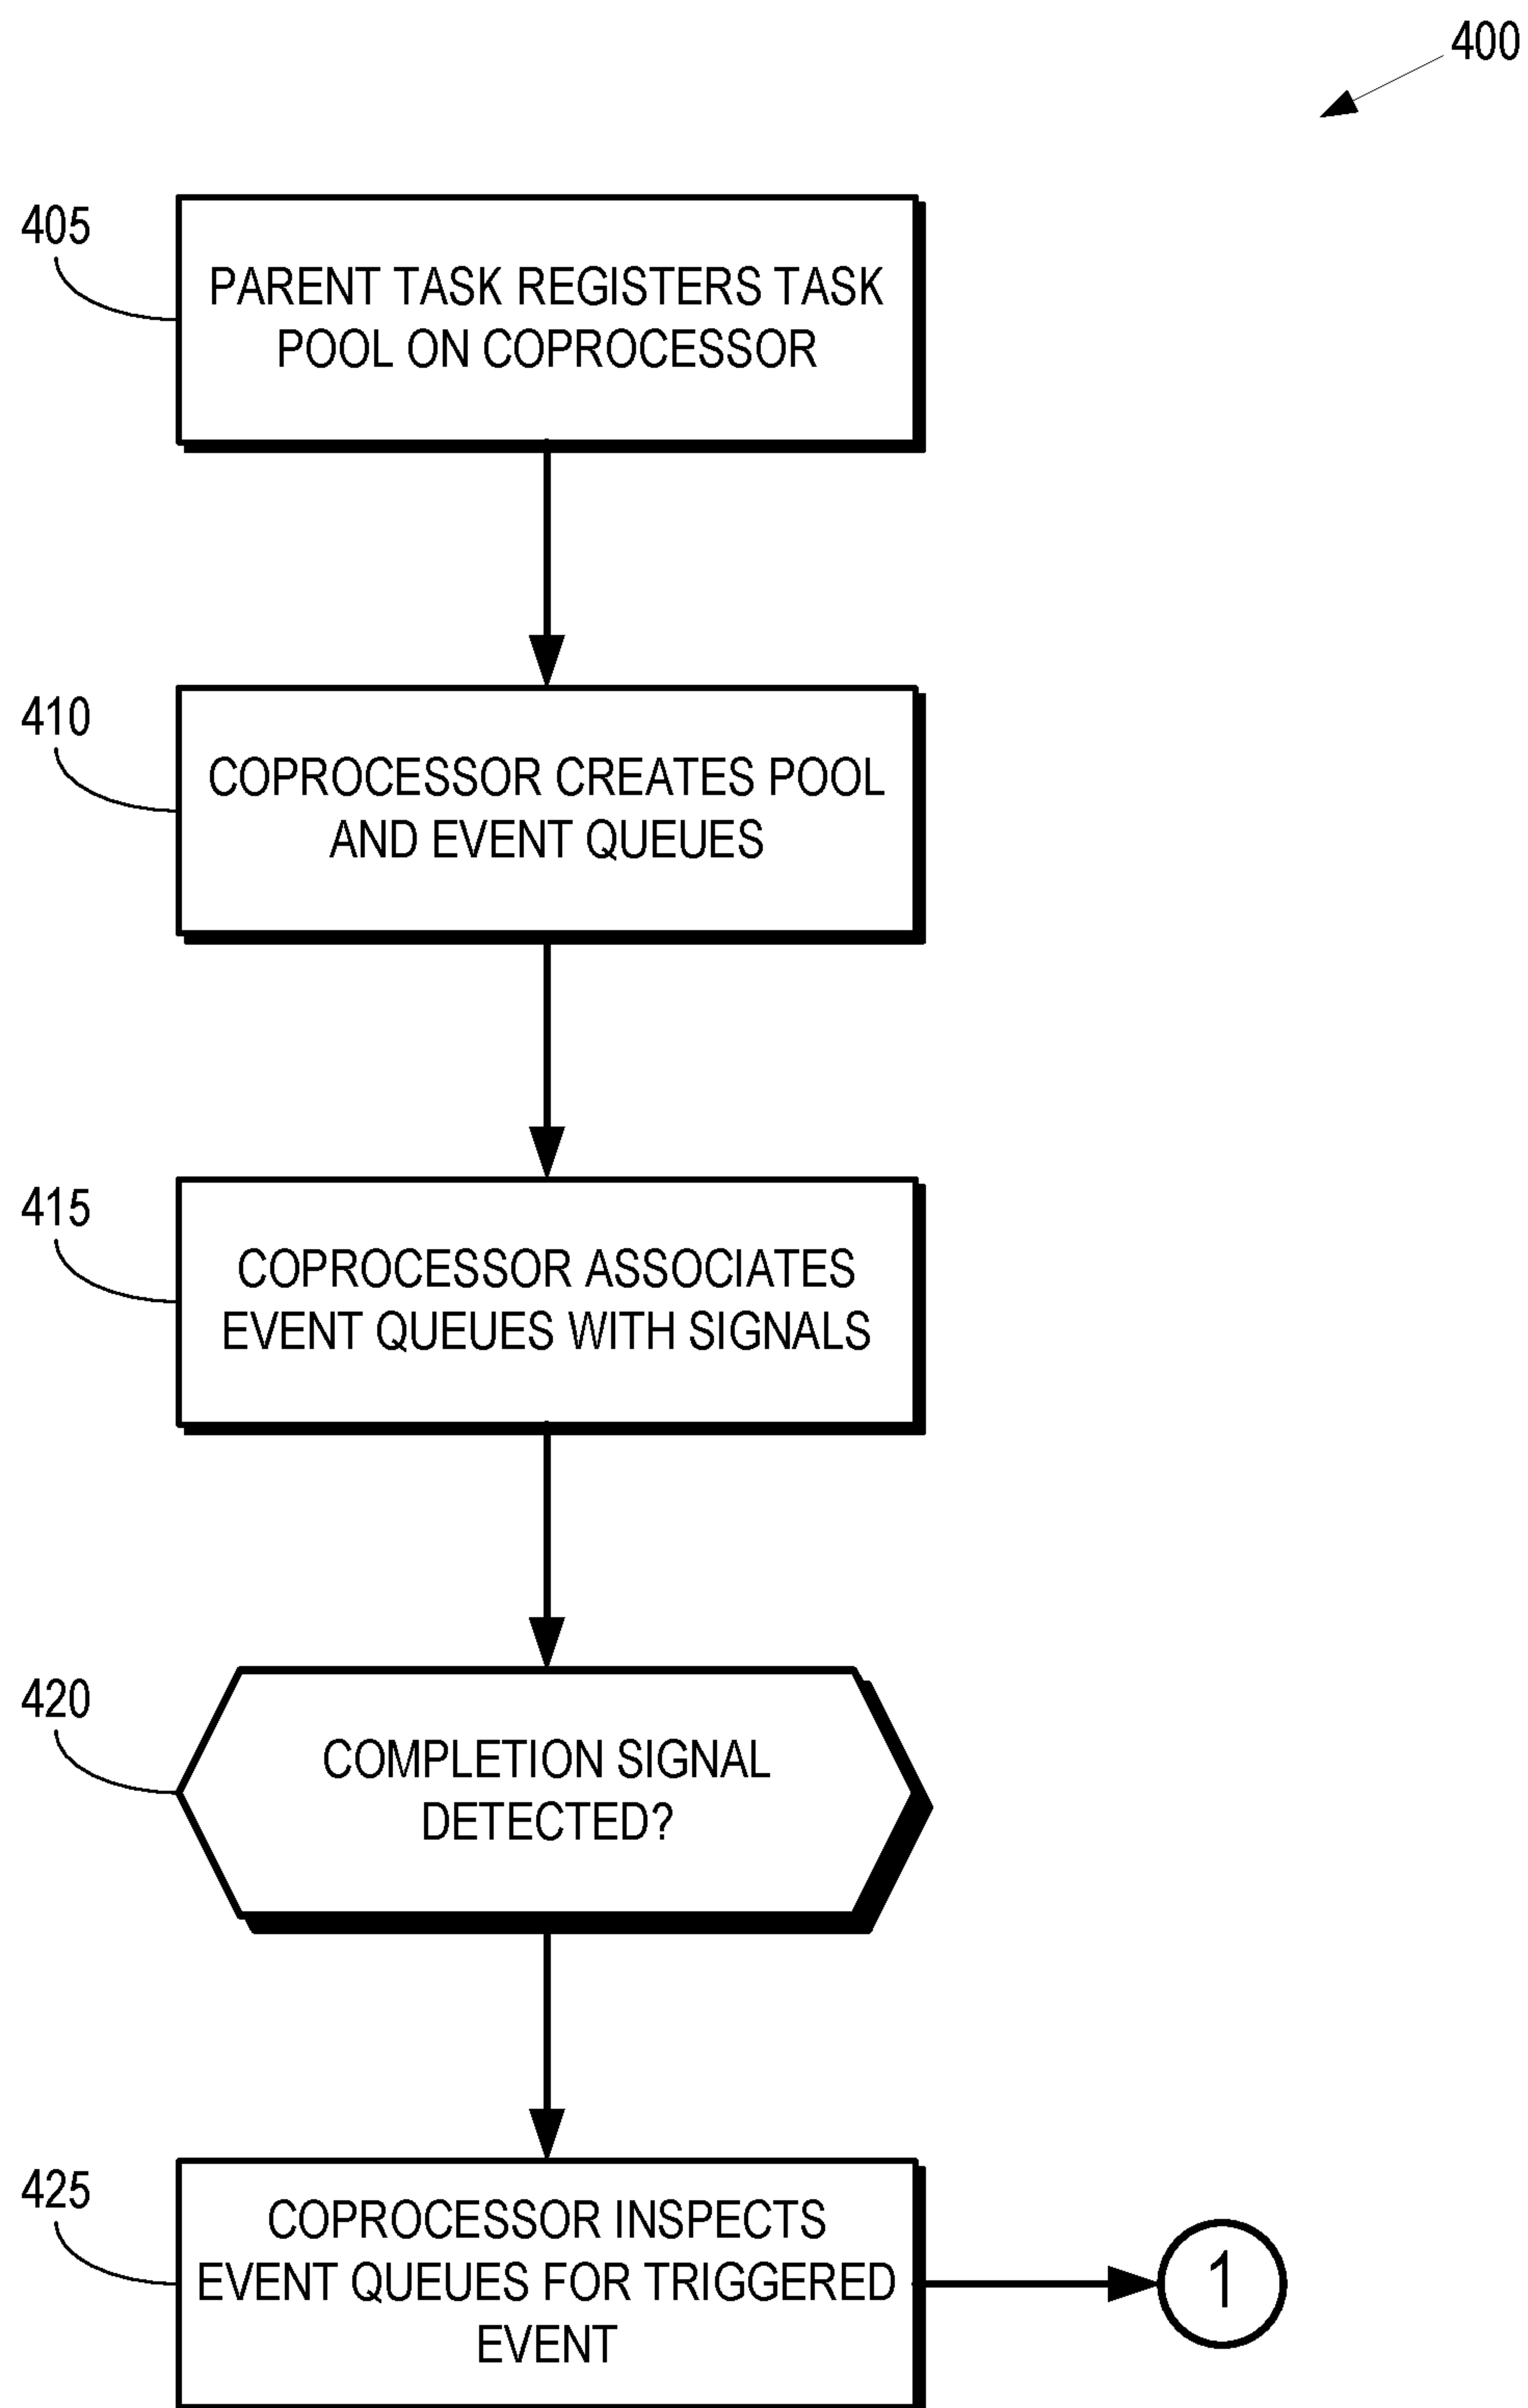 400
405
PARENT TASK REGISTERS TASK
POOL ON COPROCESSOR
410
COPROCESSOR CREATES POOL
AND EVENT QUEUES
415
COPROCESSOR ASSOCIATES
EVENT QUEUES WITH SIGNALS
420
COMPLETION SIGNAL
DETECTED?
425
COPROCESSOR INSPECTS
EVENT QUEUES FOR TRIGGERED
EVENT
1